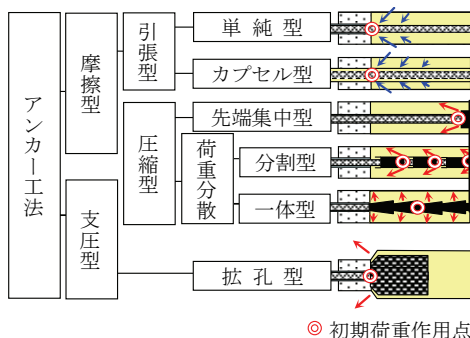 アンカー工法
摩擦型
支圧型
引張型
圧縮型
荷重分散
単純型
カプセル型
先端集中型
分割型
一体型
拡孔型
◎ 初期荷重作用点